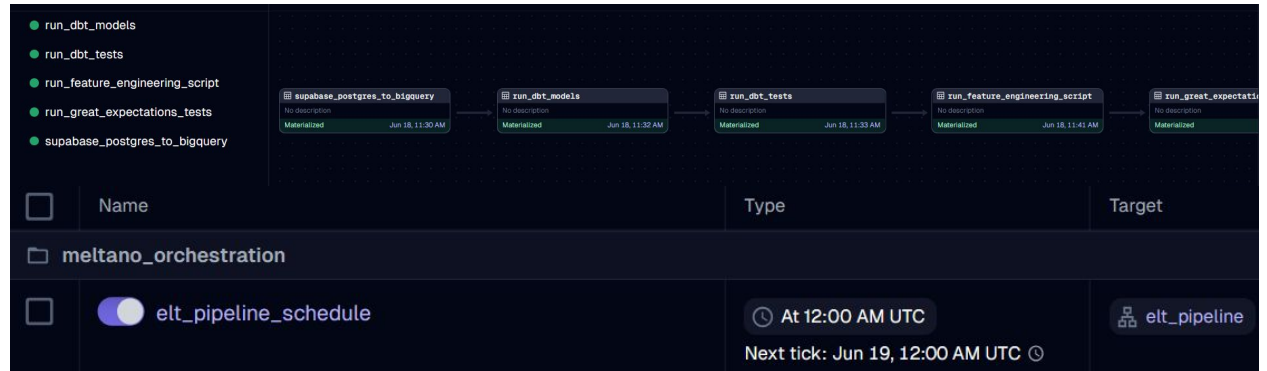 run_dbt_models
run_dbt_tests
run_feature_engineering_script
run_great_expectations_tests
supabase_postgres_to_bigquery
supabase_postgres_to_bigquery
No description
Materialized Jun 18, 11:30 AM
run_dbt_models
No description
Materialized Jun 18, 11:32 AM
run_dbt_tests
No description
Materialized Jun 18, 11:33 AM
run_feature_engineering_script
No description
Materialized Jun 18, 11:41 AM
run_great_expectati
No description
Materialized
Name Type Target
meltano_orchestration
elt_pipeline_schedule At 12:00 AM UTC elt_pipeline
Next tick: Jun 19, 12:00 AM UTC